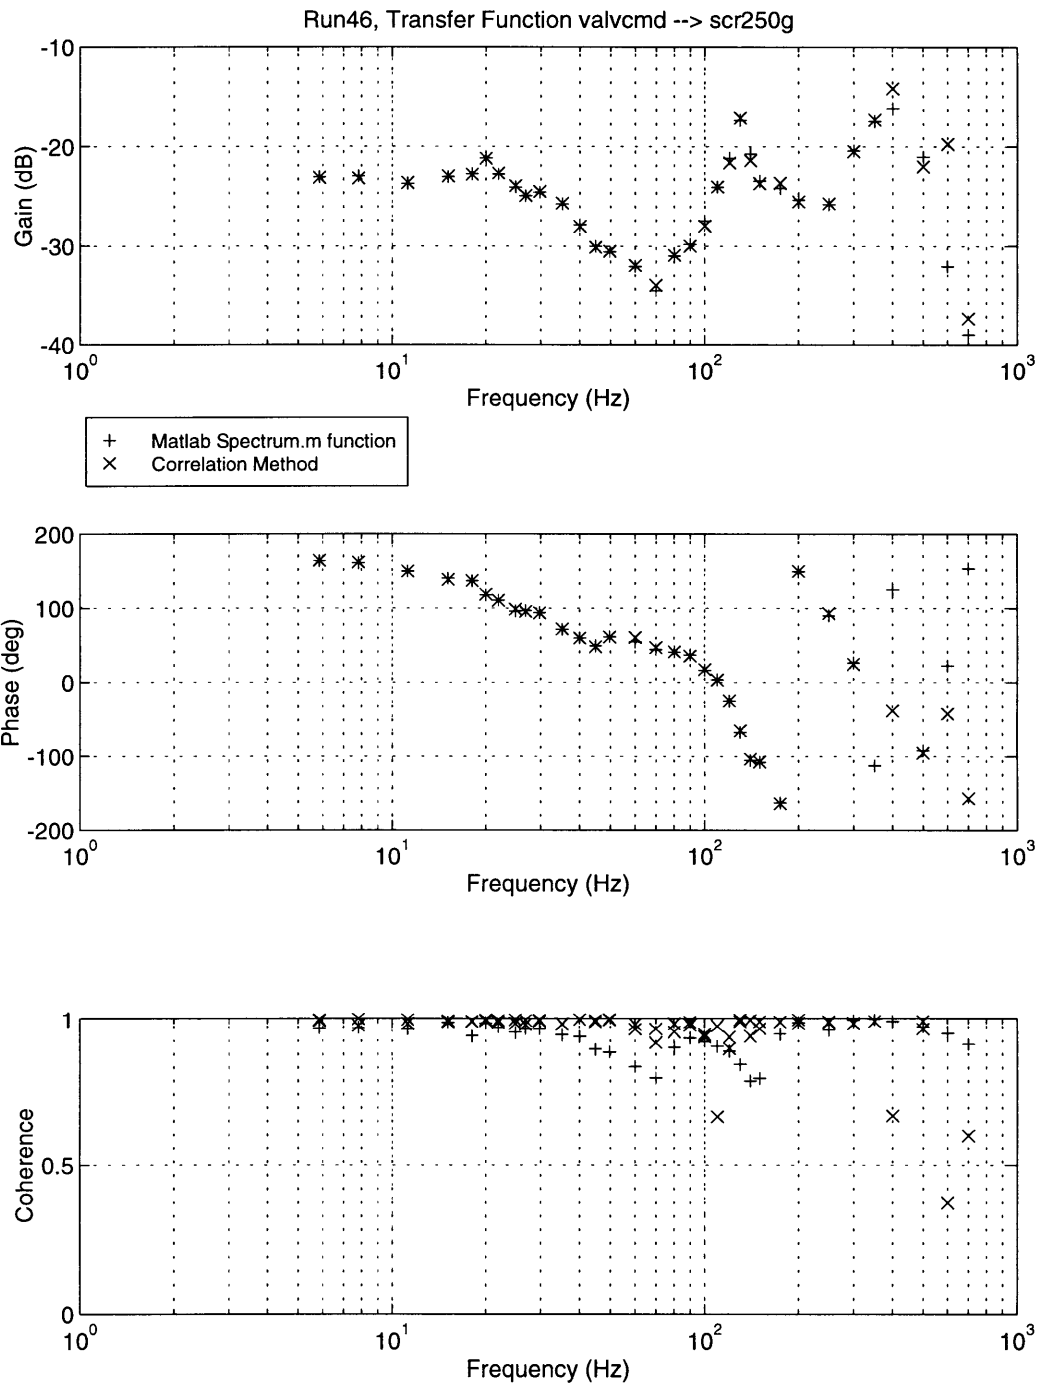 Run46, Transfer Function valvcmd --> scr250g
-10
-20
-30
-40
Gain (dB)
10^0
10^1
10^2
10^3
Frequency (Hz)
+ Matlab Spectrum.m function
× Correlation Method
200
100
0
-100
-200
Phase (deg)
10^0
10^1
10^2
10^3
Frequency (Hz)
1
0.5
0
Coherence
10^0
10^1
10^2
10^3
Frequency (Hz)